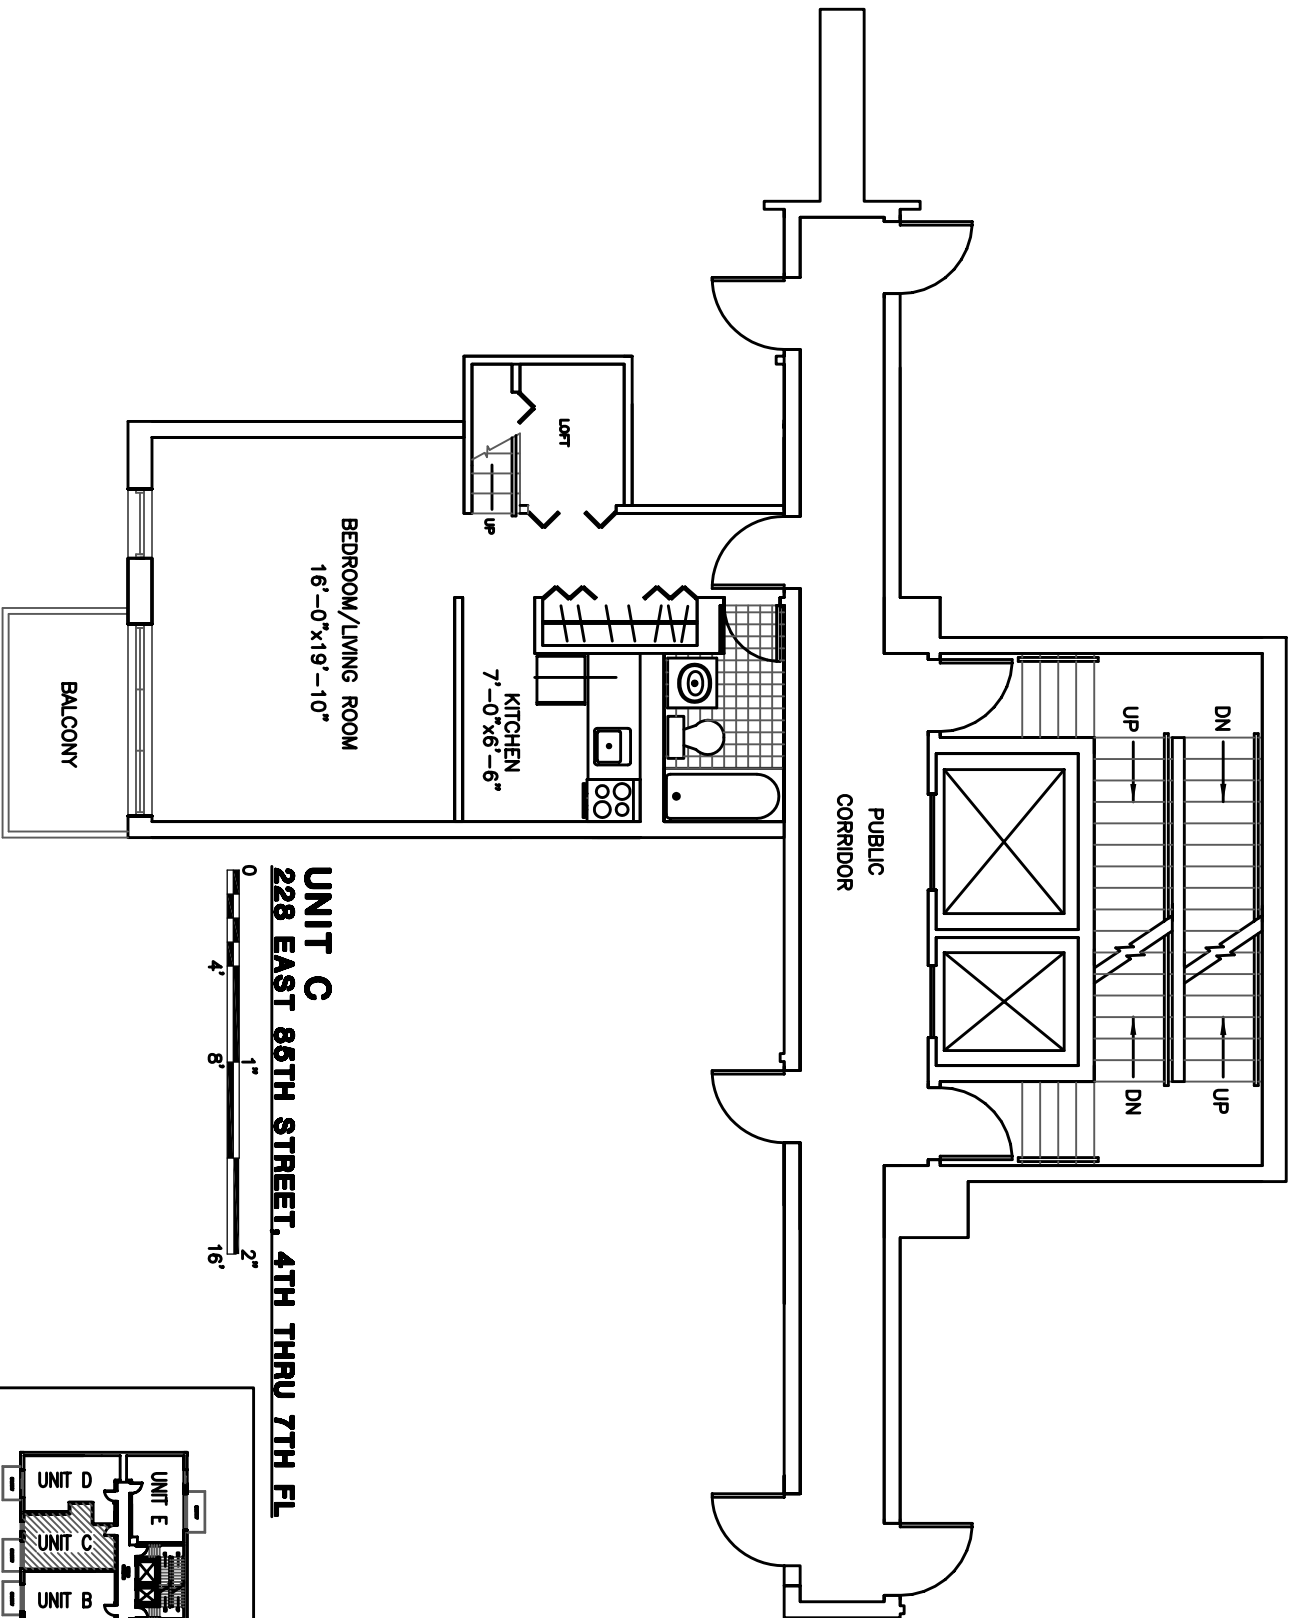 LOFT
UP
BEDROOM/LIVING ROOM
16'-0"x19'-10"
KITCHEN
7'-0"x6'-6"
BALCONY
PUBLIC
CORRIDOR
UP
DN
DN
UP
UNIT C
228 EAST 85TH STREET, 4TH THRU 7TH FL
0 1" 2"
4' 8' 16'
UNIT D
UNIT E
UNIT C
UNIT B